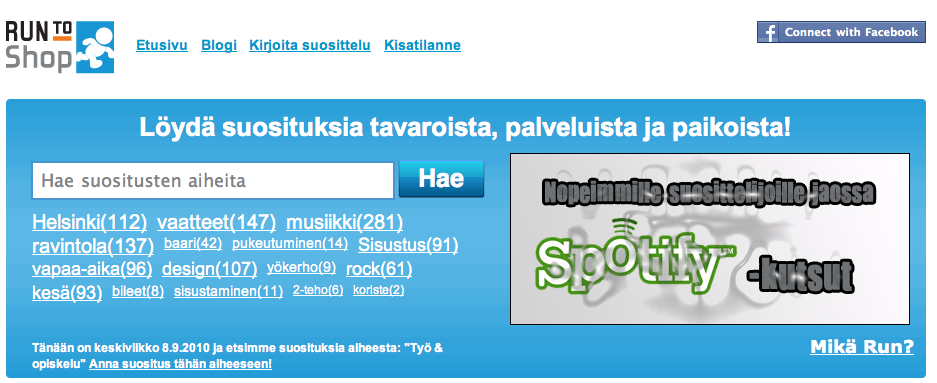 RUN TO
Shop
Etusivu Blogi Kirjoita suosittelu Kisatilanne
f Connect with Facebook
Löydä suosituksia tavaroista, palveluista ja paikoista!
Hae suositusten aiheita
Hae
Helsinki(112) vaatteet(147) musiikki(281)
ravintola(137) baari(42) pukeutuminen(14) Sisustus(91)
vapaa-aika(96) design(107) yökerho(9) rock(61)
kesä(93) bileet(8) sisustaminen(11) 2-teho(6) koriste(2)
Nopeimmille suosittelijoille jaossa
Spotify™
-kutsut
Tänään on keskiviikko 8.9.2010 ja etsimme suosituksia aiheesta: "Työ &
opiskelu" Anna suositus tähän aiheeseen!
Mikä Run?